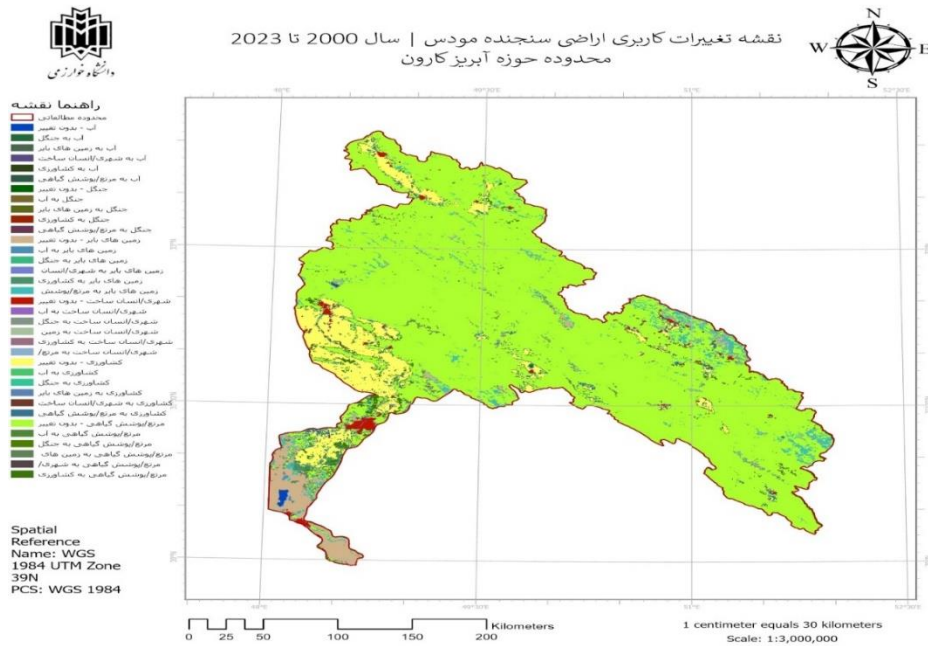 دانشگاه خوارزمی
نقشه تغییرات کاربری اراضی سنجنده مودس | سال 2000 تا 2023
محدوده حوزه آبریز کارون
N
W
E
S
راهنما نقشه
محدوده مطالعاتی
آب - بدون تغییر
آب به جنگل
آب به زمین های بایر
آب به شهری/انسان ساخت
آب به کشاورزی
آب به مرتع/پوشش گیاهی
جنگل - بدون تغییر
جنگل به آب
جنگل به زمین های بایر
جنگل به کشاورزی
جنگل به مرتع/پوشش گیاهی
زمین های بایر - بدون تغییر
زمین های بایر به آب
زمین های بایر به جنگل
زمین های بایر به شهری/انسان
زمین های بایر به کشاورزی
زمین های بایر به مرتع/پوشش
شهری/انسان ساخت - بدون تغییر
شهری/انسان ساخت به آب
شهری/انسان ساخت به جنگل
شهری/انسان ساخت به زمین
شهری/انسان ساخت به کشاورزی
شهری/انسان ساخت به مرتع/
کشاورزی - بدون تغییر
کشاورزی به آب
کشاورزی به جنگل
کشاورزی به زمین های بایر
کشاورزی به شهری/انسان ساخت
کشاورزی به مرتع/پوشش گیاهی
مرتع/پوشش گیاهی - بدون تغییر
مرتع/پوشش گیاهی به آب
مرتع/پوشش گیاهی به جنگل
مرتع/پوشش گیاهی به زمین های
مرتع/پوشش گیاهی به شهری/
مرتع/پوشش گیاهی به کشاورزی
Spatial
Reference
Name: WGS
1984 UTM Zone
39N
PCS: WGS 1984
Kilometers
0 25 50 100 150 200
1 centimeter equals 30 kilometers
Scale: 1:3,000,000